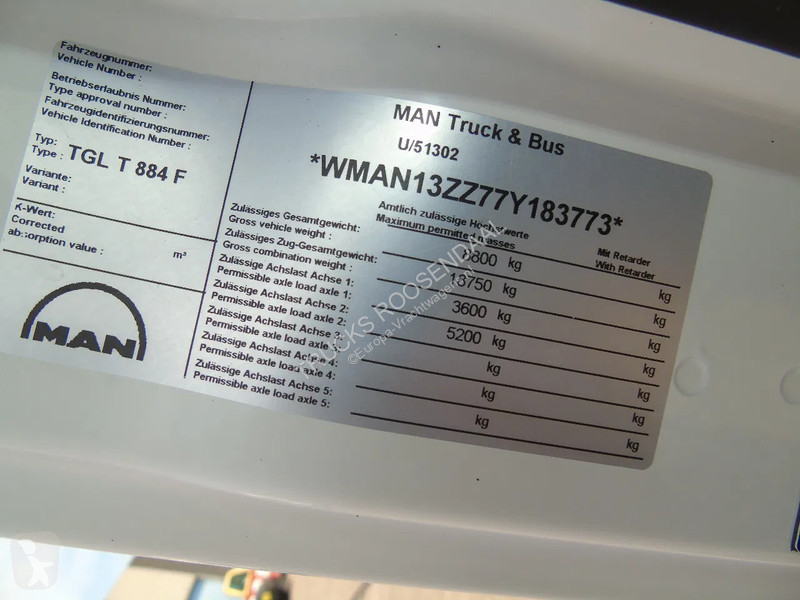 Fahrzeugnummer:
Vehicle Number :
Betriebserlaubnis Nummer:
Type approval number :
Fahrzeugidentifizierungsnummer:
Vehicle Identification Number :
Typ:
Type : TGL T 884 F
Variante:
Variant :
K-Wert:
Corrected
absorption value : m³
MAN
MAN Truck & Bus
U/51302
*WMAN13ZZ77Y183773*
Amtlich zulässige Höchstwerte
Maximum permitted masses
Mit Retarder
With Retarder
Zulässiges Gesamtgewicht:
Gross vehicle weight : 8800 kg kg
Zulässiges Zug-Gesamtgewicht:
Gross combination weight : 13750 kg kg
Zulässige Achslast Achse 1:
Permissible axle load axle 1: 3600 kg kg
Zulässige Achslast Achse 2:
Permissible axle load axle 2: 5200 kg kg
Zulässige Achslast Achse 3:
Permissible axle load axle 3: kg kg
Zulässige Achslast Achse 4:
Permissible axle load axle 4: kg kg
Zulässige Achslast Achse 5:
Permissible axle load axle 5: kg kg
TRUCKS ROOSENDAAL